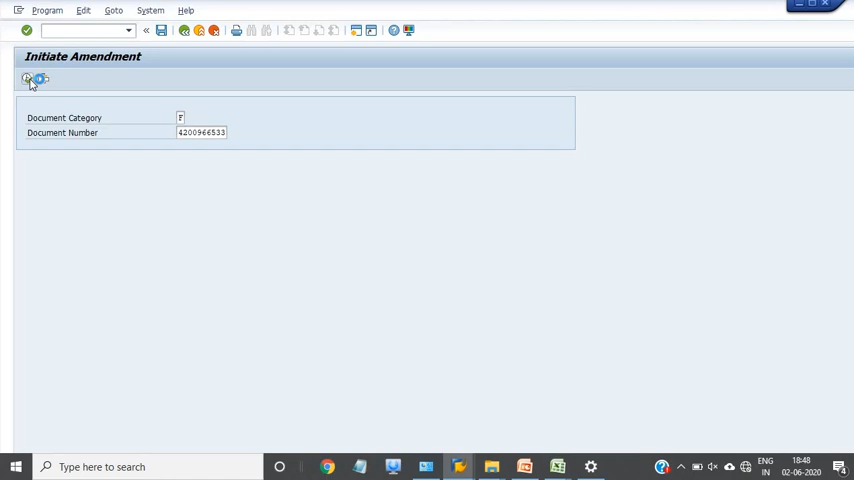 Program Edit Goto System Help
Initiate Amendment
Document Category F
Document Number 4200966533
Type here to search
ENG
IN
18:48
02-06-2020
4